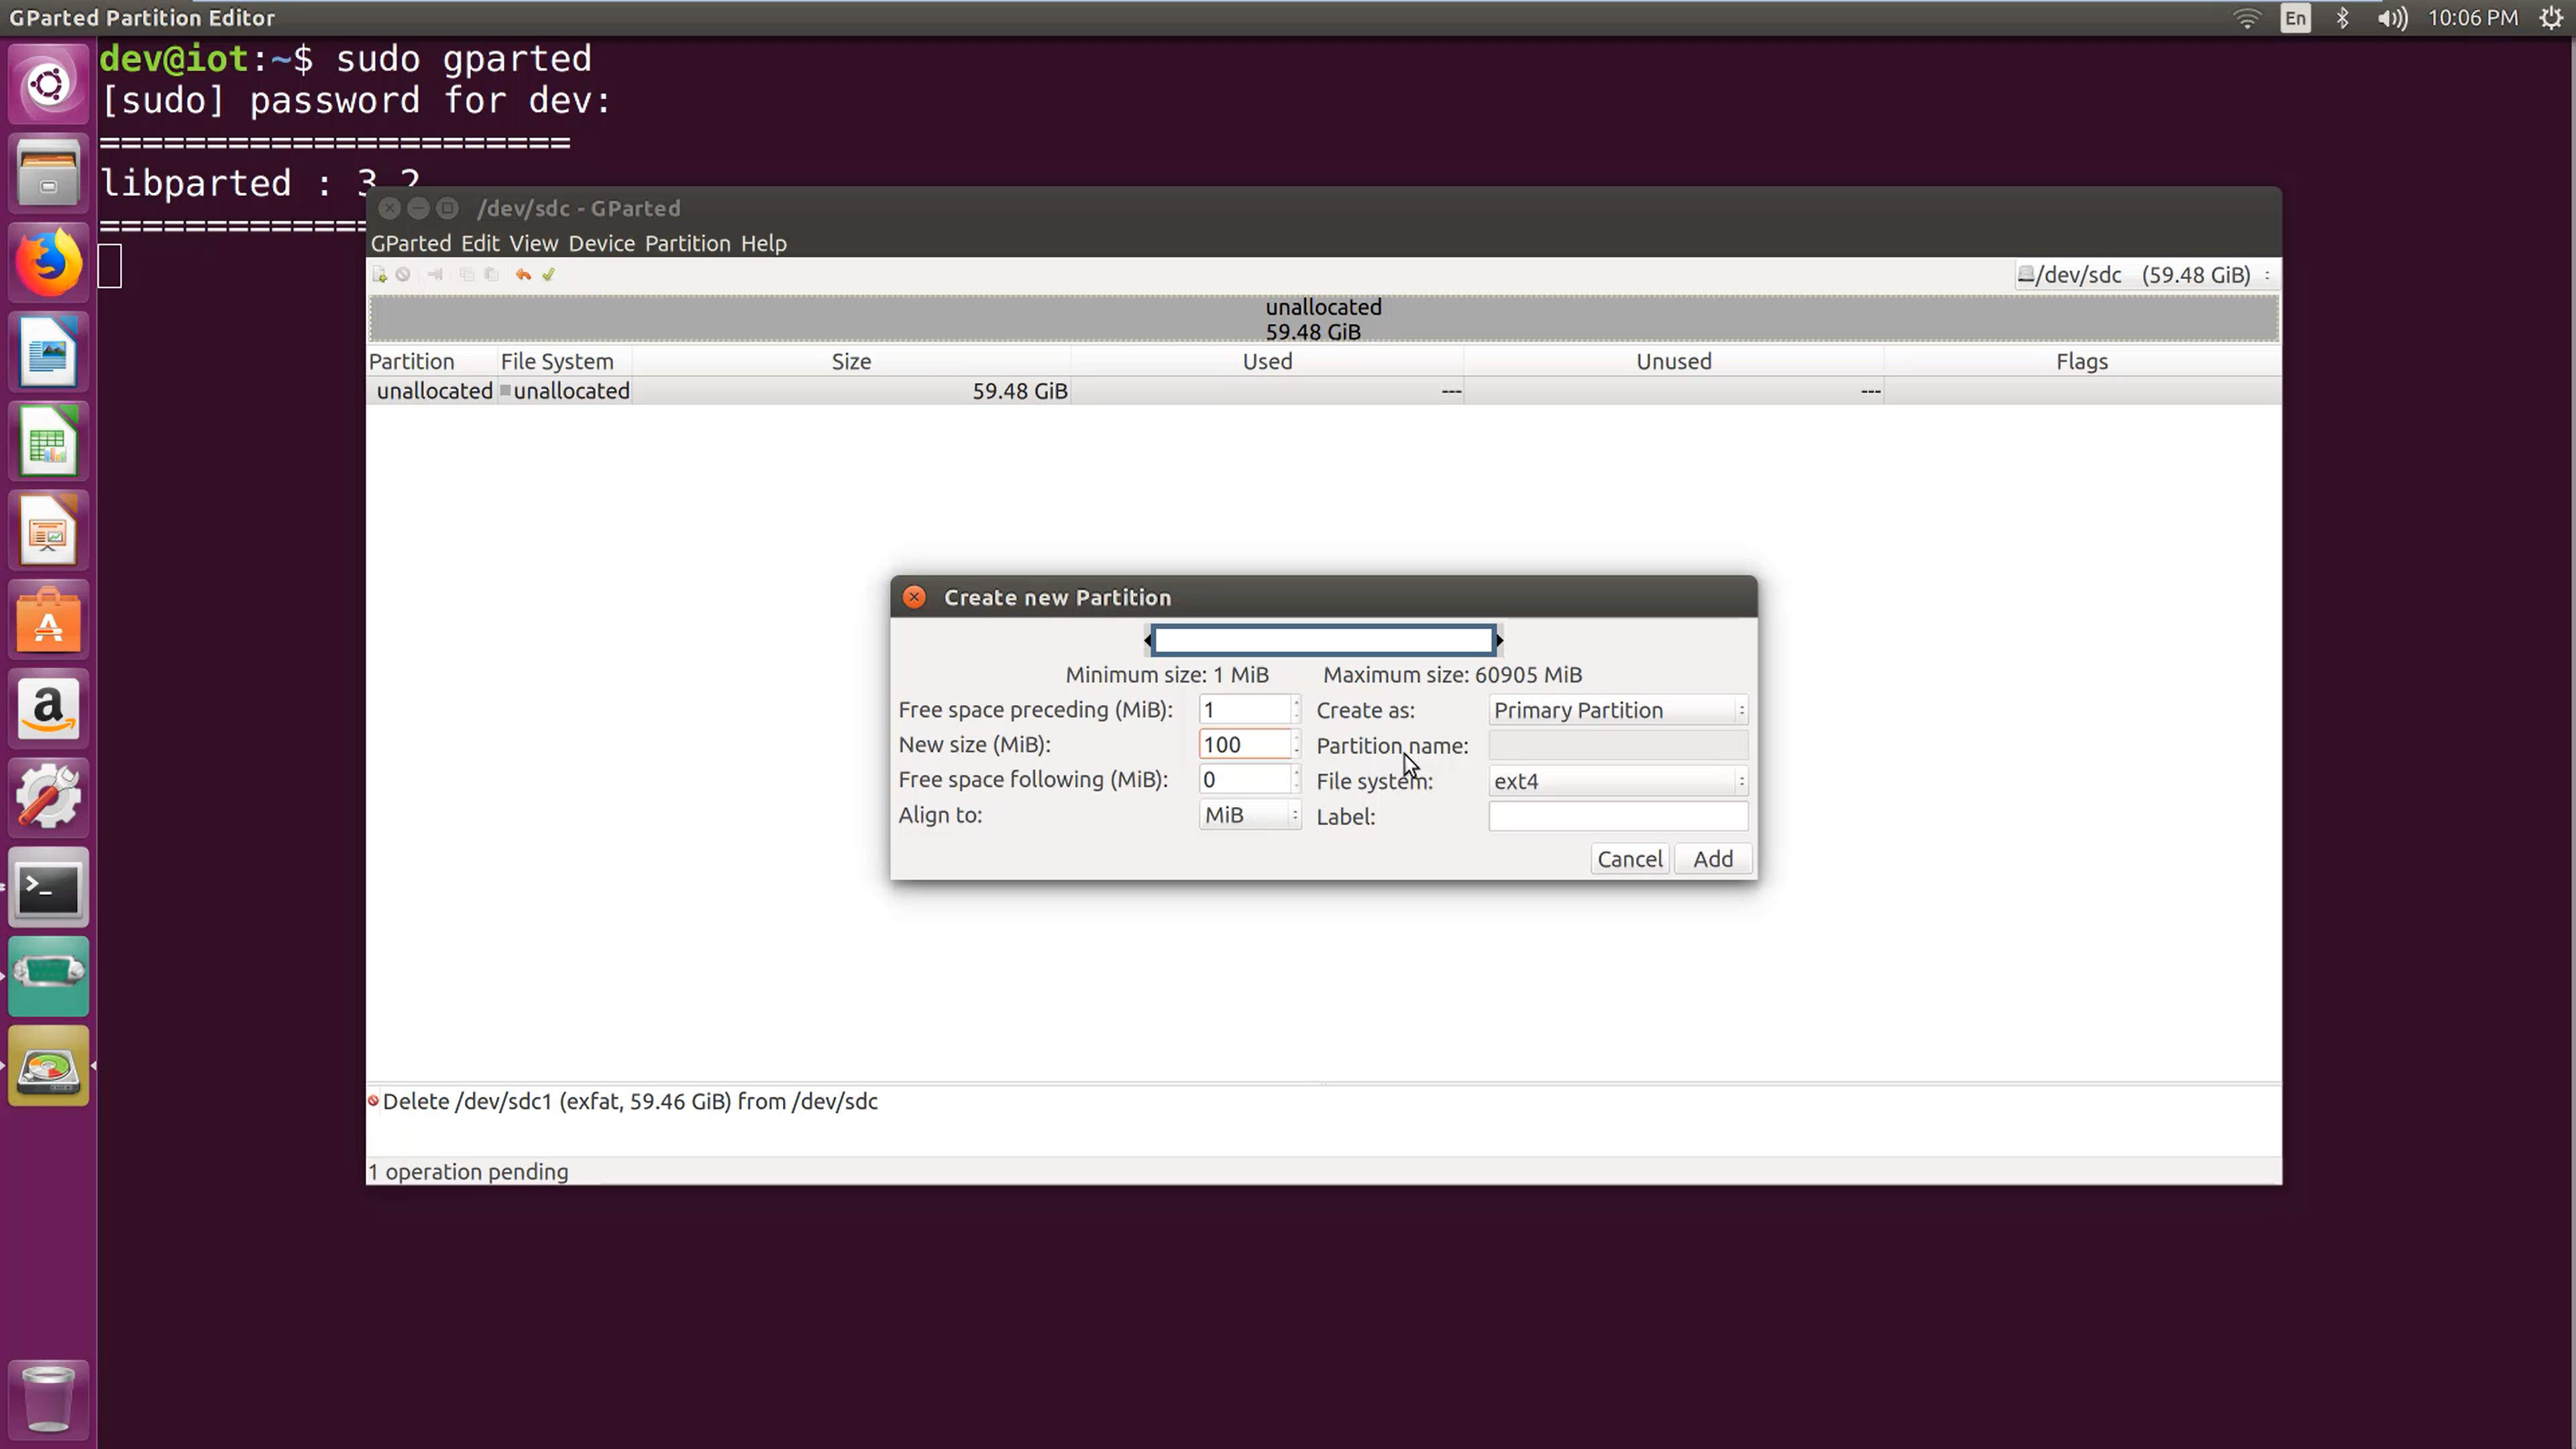 GParted Partition Editor
En
10:06 PM
dev@iot:~$ sudo gparted
[sudo] password for dev:
======================
libparted : 3.2
/dev/sdc - GParted
GParted Edit View Device Partition Help
/dev/sdc (59.48 GiB)
unallocated
59.48 GiB
Partition File System Size Used Unused Flags
unallocated unallocated 59.48 GiB --- ---
Create new Partition
Minimum size: 1 MiB Maximum size: 60905 MiB
Free space preceding (MiB): 1 Create as: Primary Partition
New size (MiB): 100 Partition name:
Free space following (MiB): 0 File system: ext4
Align to: MiB Label:
Cancel Add
Delete /dev/sdc1 (exfat, 59.46 GiB) from /dev/sdc
1 operation pending